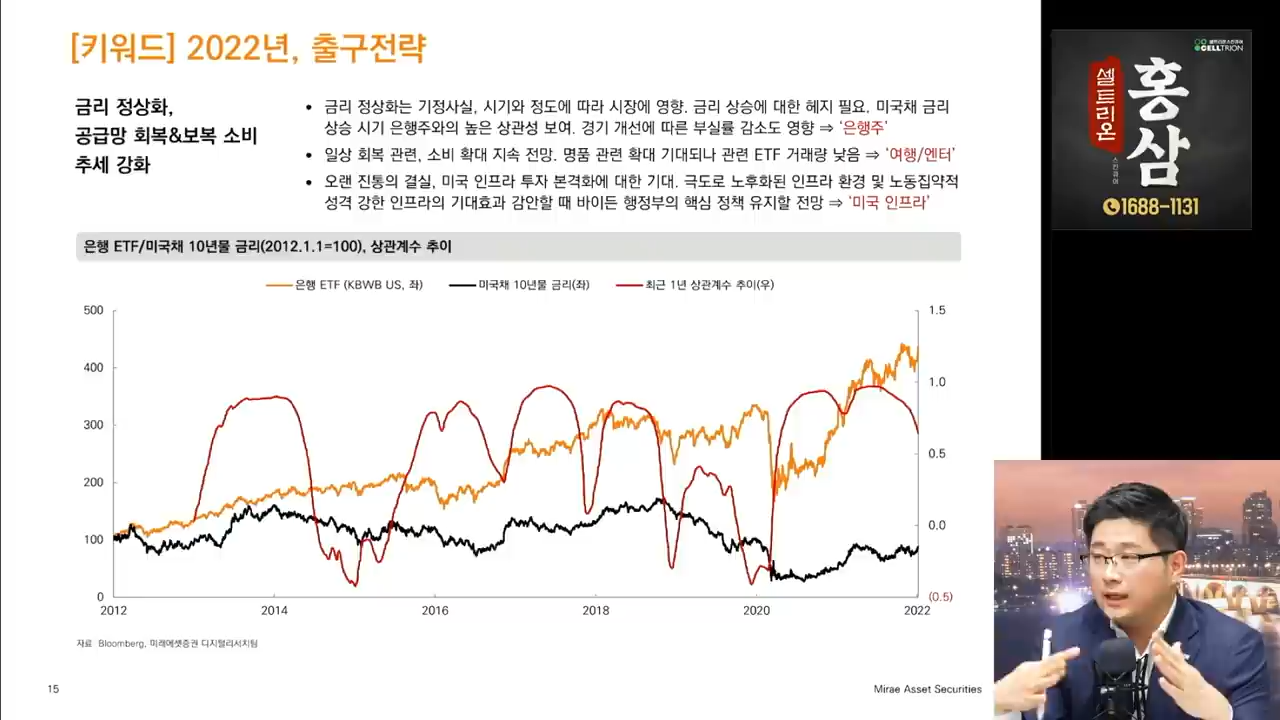 [키워드] 2022년, 출구전략
금리 정상화,
공급망 회복&보복 소비
추세 강화
• 금리 정상화는 기정사실, 시기와 정도에 따라 시장에 영향. 금리 상승에 대한 헤지 필요. 미국채 금리
상승 시기 은행주와의 높은 상관성 보여. 경기 개선에 따른 부실률 감소도 영향 ⇒ ‘은행주’
• 일상 회복 관련, 소비 확대 지속 전망. 명품 관련 확대 기대되나 관련 ETF 거래량 낮음 ⇒ ‘여행/엔터’
• 오랜 진통의 결실, 미국 인프라 투자 본격화에 대한 기대. 극도로 노후화된 인프라 환경 및 노동집약적
성격 강한 인프라의 기대효과 감안할 때 바이든 행정부의 핵심 정책 유지할 전망 ⇒ ‘미국 인프라’
은행 ETF/미국채 10년물 금리(2012.1.1=100), 상관계수 추이
은행 ETF (KBWB US, 좌) 미국채 10년물 금리(좌) 최근 1년 상관계수 추이(우)
500 1.5
400 1.0
300
200 0.5
100 0.0
0 (0.5)
2012 2014 2016 2018 2020 2022
자료 Bloomberg, 미래에셋증권 디지털리서치팀
15
Mirae Asset Securities
셀트리온스킨큐어
CELLTRION
셀트리온
스킨큐어
홍삼
1688-1131